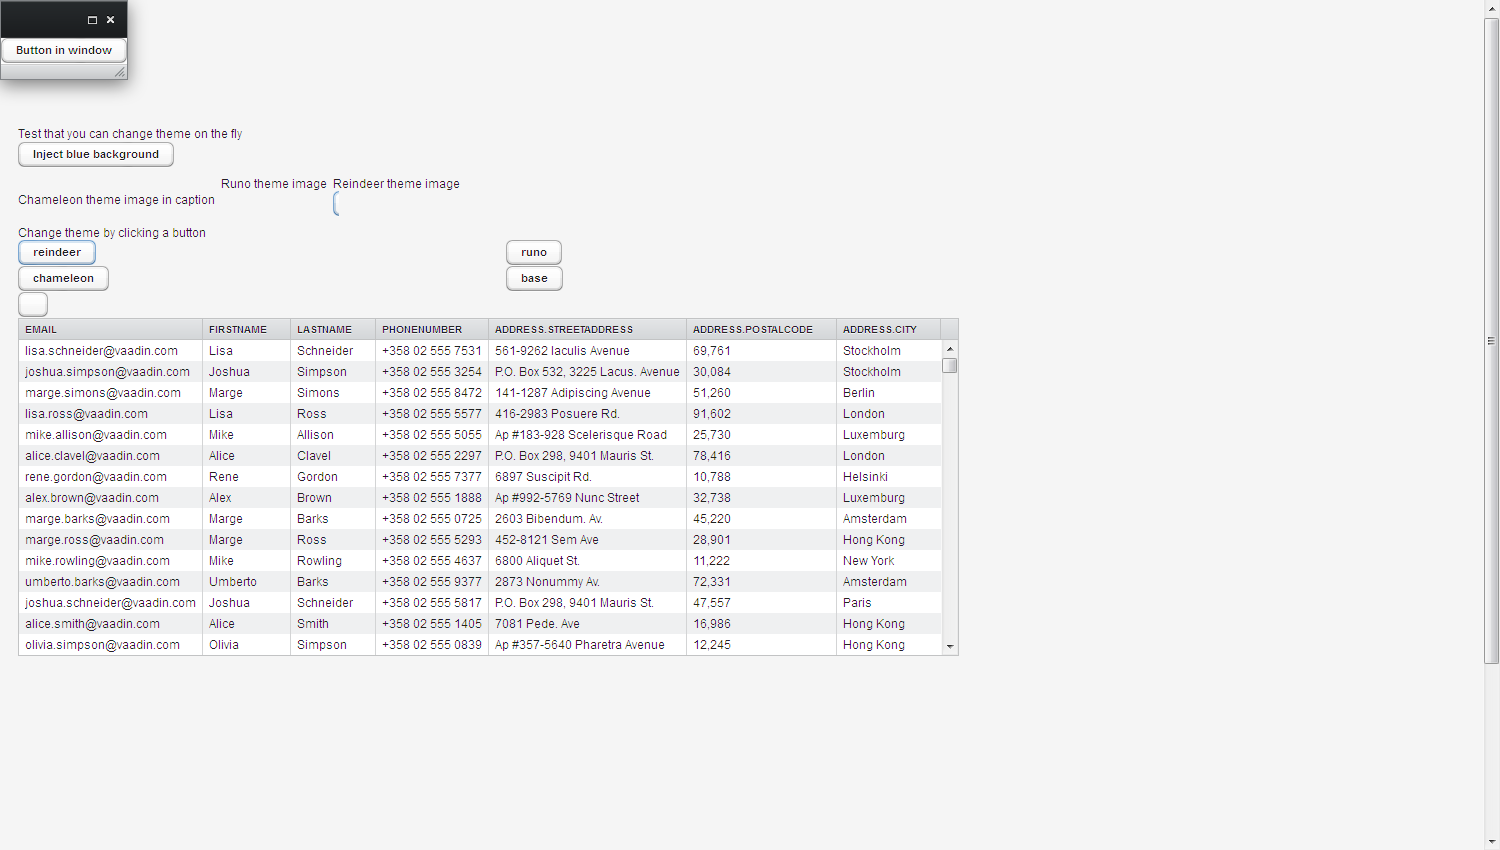 Button in window
Test that you can change theme on the fly
Inject blue background
Runo theme image Reindeer theme image
Chameleon theme image in caption
Change theme by clicking a button
reindeer runo
chameleon base
EMAIL FIRSTNAME LASTNAME PHONENUMBER ADDRESS.STREETADDRESS ADDRESS.POSTALCODE ADDRESS.CITY
lisa.schneider@vaadin.com Lisa Schneider +358 02 555 7531 561-9262 Iaculis Avenue 69,761 Stockholm
joshua.simpson@vaadin.com Joshua Simpson +358 02 555 3254 P.O. Box 532, 3225 Lacus. Avenue 30,084 Stockholm
marge.simons@vaadin.com Marge Simons +358 02 555 8472 141-1287 Adipiscing Avenue 51,260 Berlin
lisa.ross@vaadin.com Lisa Ross +358 02 555 5577 416-2983 Posuere Rd. 91,602 London
mike.allison@vaadin.com Mike Allison +358 02 555 5055 Ap #183-928 Scelerisque Road 25,730 Luxemburg
alice.clavel@vaadin.com Alice Clavel +358 02 555 2297 P.O. Box 298, 9401 Mauris St. 78,416 London
rene.gordon@vaadin.com Rene Gordon +358 02 555 7377 6897 Suscipit Rd. 10,788 Helsinki
alex.brown@vaadin.com Alex Brown +358 02 555 1888 Ap #992-5769 Nunc Street 32,738 Luxemburg
marge.barks@vaadin.com Marge Barks +358 02 555 0725 2603 Bibendum. Av. 45,220 Amsterdam
marge.ross@vaadin.com Marge Ross +358 02 555 5293 452-8121 Sem Ave 28,901 Hong Kong
mike.rowling@vaadin.com Mike Rowling +358 02 555 4637 6800 Aliquet St. 11,222 New York
umberto.barks@vaadin.com Umberto Barks +358 02 555 9377 2873 Nonummy Av. 72,331 Amsterdam
joshua.schneider@vaadin.com Joshua Schneider +358 02 555 5817 P.O. Box 298, 9401 Mauris St. 47,557 Paris
alice.smith@vaadin.com Alice Smith +358 02 555 1405 7081 Pede. Ave 16,986 Hong Kong
olivia.simpson@vaadin.com Olivia Simpson +358 02 555 0839 Ap #357-5640 Pharetra Avenue 12,245 Hong Kong